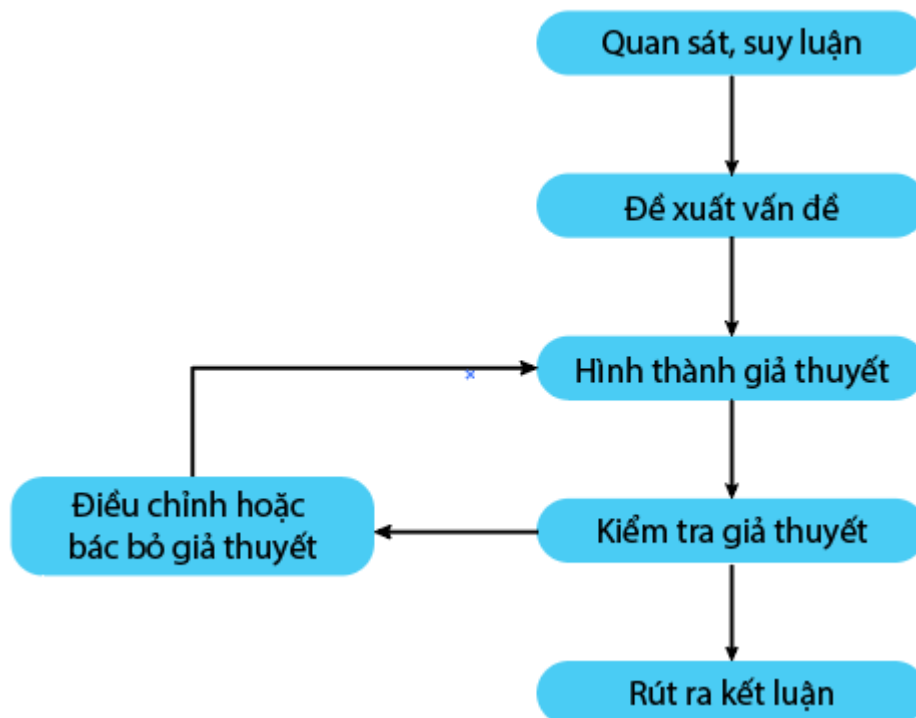 Quan sát, suy luận
Đề xuất vấn đề
Hình thành giả thuyết
Điều chỉnh hoặc
bác bỏ giả thuyết
Kiểm tra giả thuyết
Rút ra kết luận